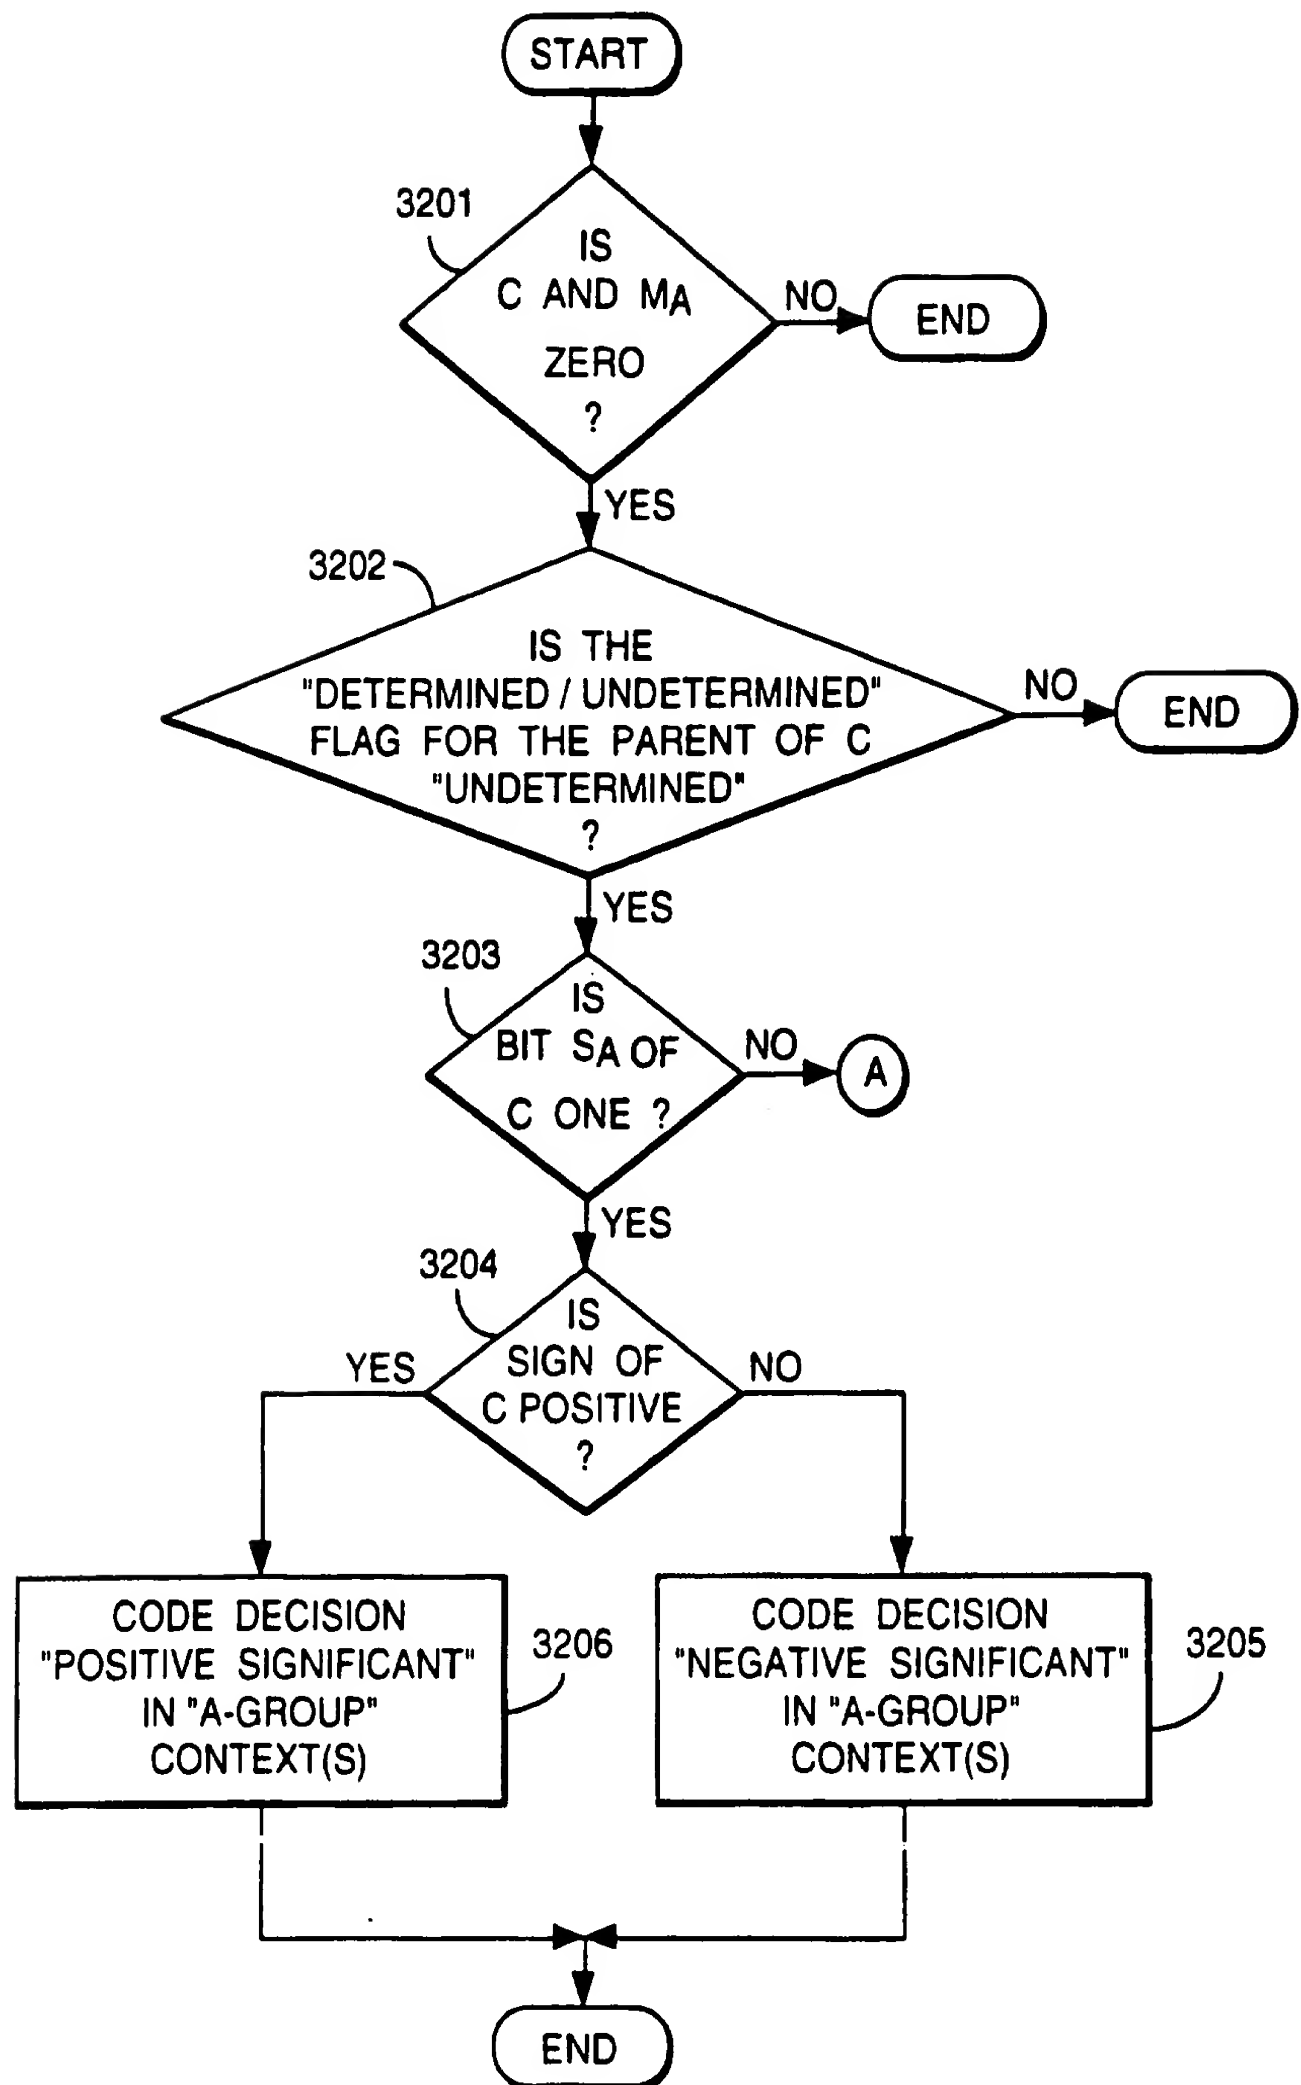 START
3201
IS
C AND MA
ZERO
?
NO
END
YES
3202
IS THE
"DETERMINED / UNDETERMINED"
FLAG FOR THE PARENT OF C
"UNDETERMINED"
?
NO
END
YES
3203
IS
BIT SA OF
C ONE ?
NO
A
YES
3204
IS
SIGN OF
C POSITIVE
?
YES
NO
CODE DECISION
"POSITIVE SIGNIFICANT"
IN "A-GROUP"
CONTEXT(S)
3206
CODE DECISION
"NEGATIVE SIGNIFICANT"
IN "A-GROUP"
CONTEXT(S)
3205
END